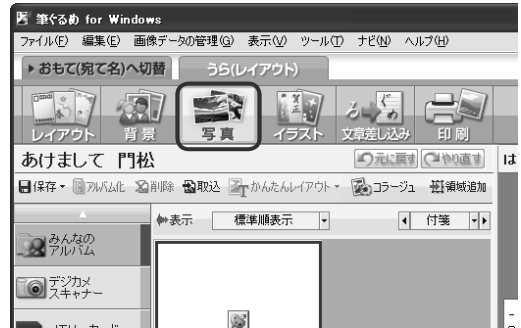 筆ぐるめ for Windows
ファイル(F) 編集(E) 画像データの管理(G) 表示(V) ツール(T) ナビ(N) ヘルプ(H)
おもて(宛て名)へ切替 うら(レイアウト)
レイアウト 背景 写真 イラスト 文章差し込み 印刷
あけまして 門松 元に戻す やり直す は
保存 アルバム化 削除 取込 かんたんレイアウト コラージュ 領域追加
表示 標準順表示 付箋
みんなの
アルバム
デジカメ
スキャナー